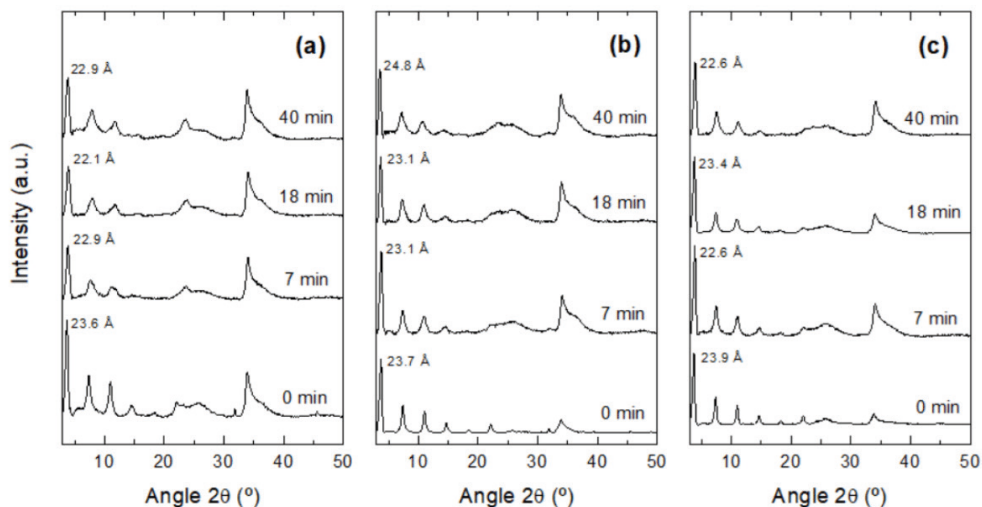 Intensity (a.u.)
(a)
22.9 Å
40 min
22.1 Å
18 min
22.9 Å
7 min
23.6 Å
0 min
10 20 30 40 50
Angle 2θ (º)
(b)
24.8 Å
40 min
23.1 Å
18 min
23.1 Å
7 min
23.7 Å
0 min
10 20 30 40 50
Angle 2θ (º)
(c)
22.6 Å
40 min
23.4 Å
18 min
22.6 Å
7 min
23.9 Å
0 min
10 20 30 40 50
Angle 2θ (º)